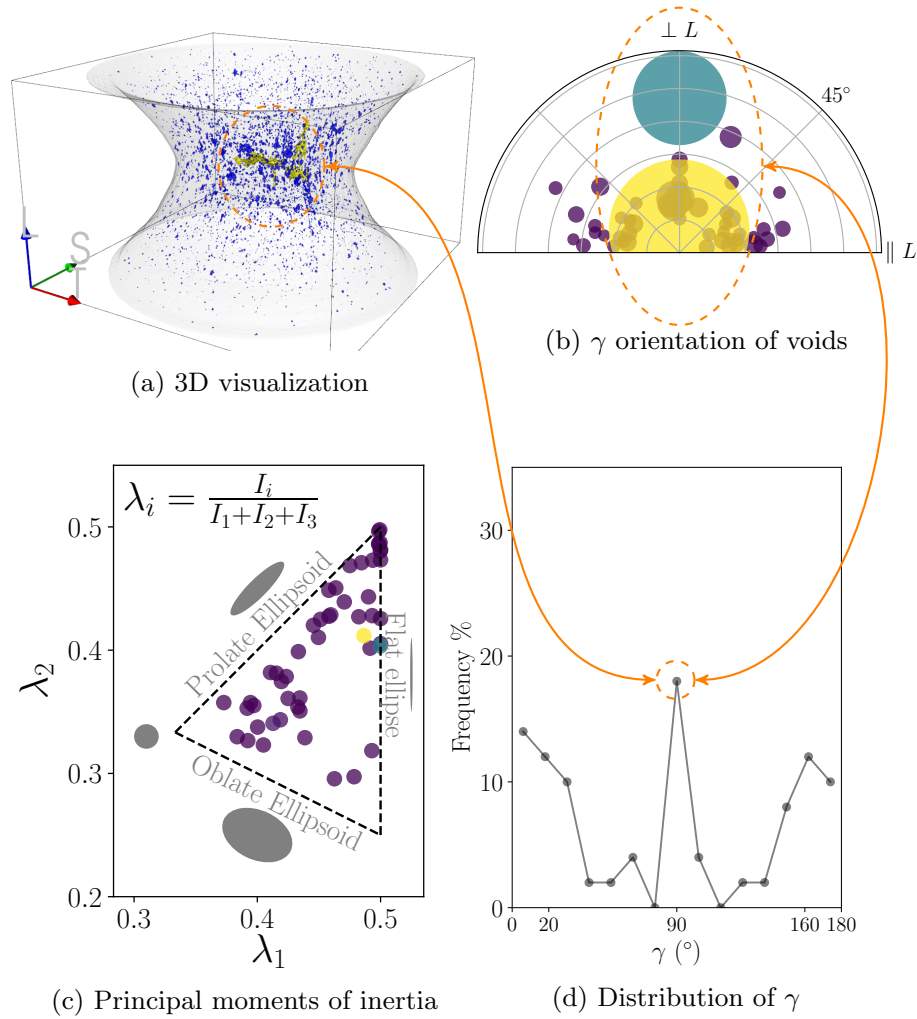 L
S
T
(a) 3D visualization
⊥ L
45°
∥ L
(b) γ orientation of voids
λ_i = I_i / (I_1+I_2+I_3)
0.5
0.4
0.3
0.2
λ_2
Prolate Ellipsoid
Flat ellipse
Oblate Ellipsoid
0.3 0.4 0.5
λ_1
(c) Principal moments of inertia
30
20
10
0
Frequency %
0 20 90 160 180
γ (°)
(d) Distribution of γ